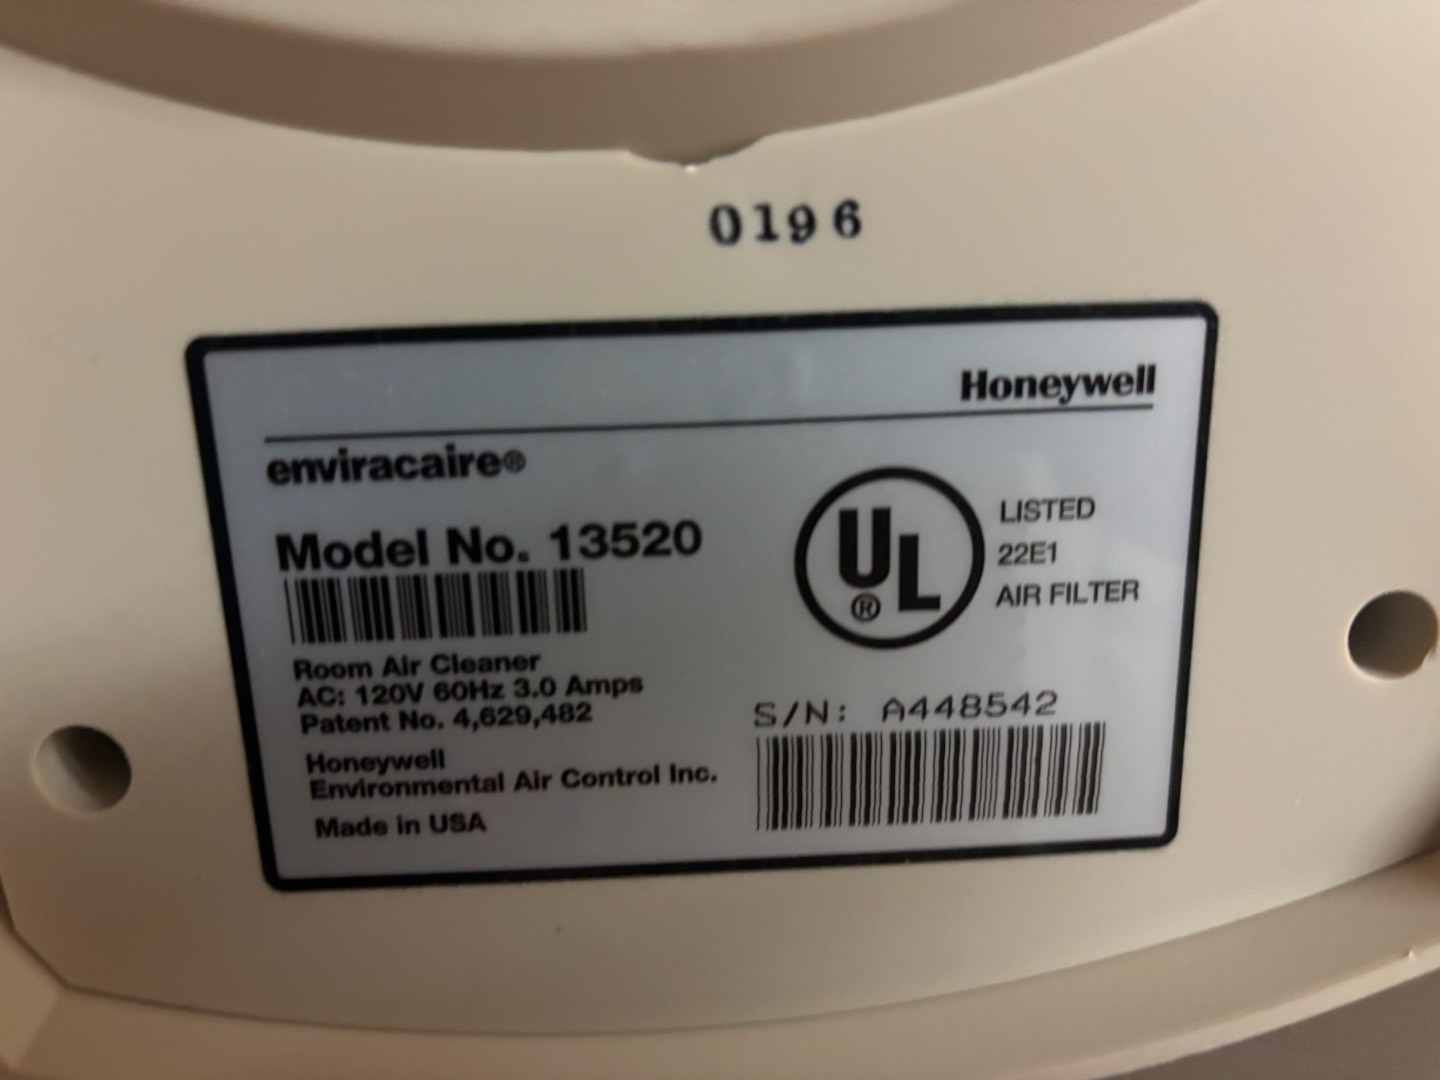 0196
Honeywell
enviracaire®
Model No. 13520
UL®
LISTED
22E1
AIR FILTER
Room Air Cleaner
AC: 120V 60Hz 3.0 Amps
Patent No. 4,629,482
Honeywell
Environmental Air Control Inc.
Made in USA
S/N: A448542